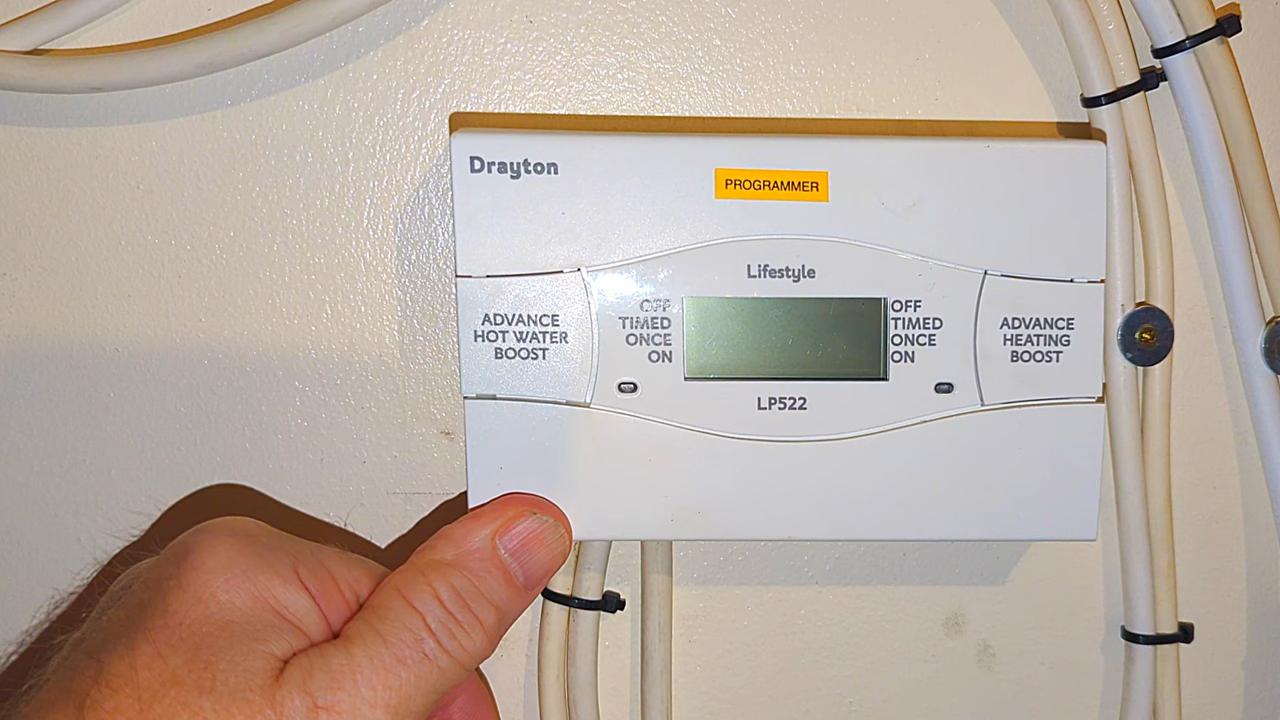 Drayton
PROGRAMMER
Lifestyle
ADVANCE
HOT WATER
BOOST
OFF
TIMED
ONCE
ON
OFF
TIMED
ONCE
ON
ADVANCE
HEATING
BOOST
LP522